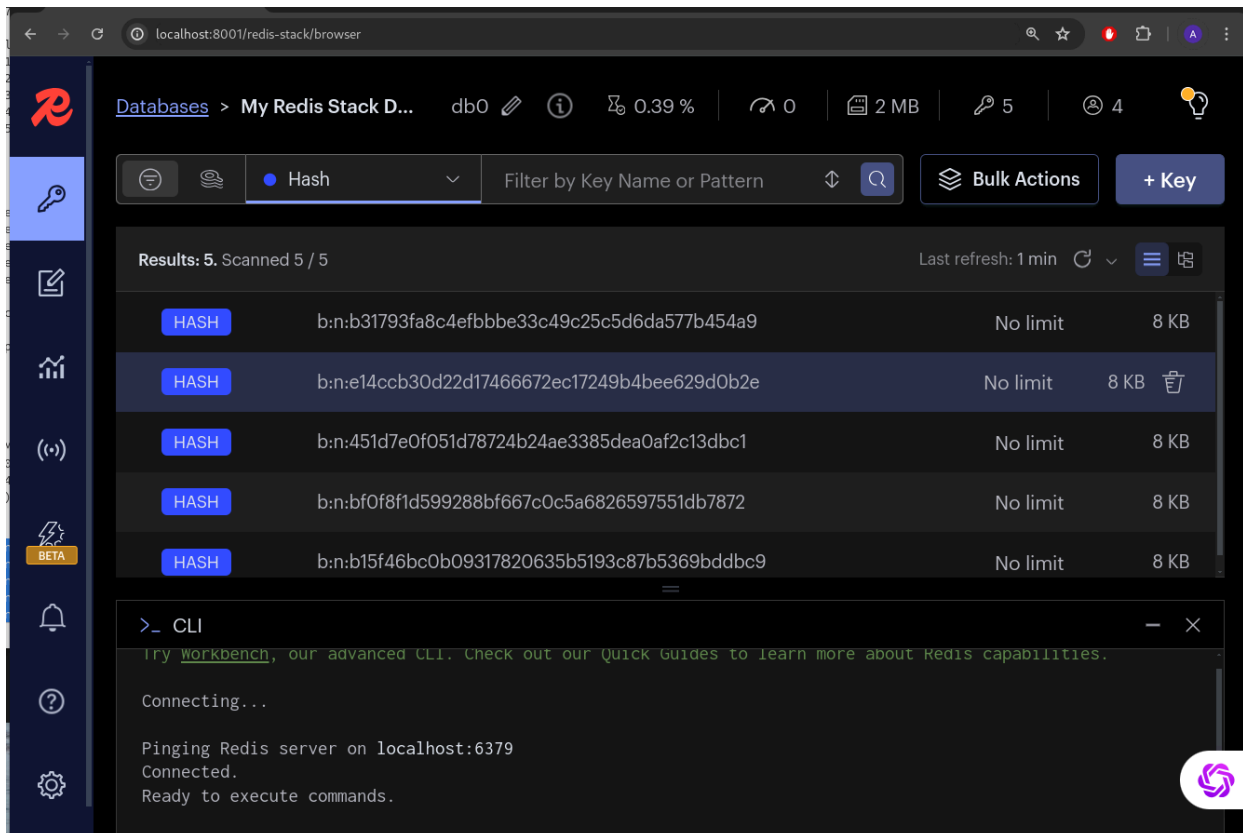 localhost:8001/redis-stack/browser
A
Databases > My Redis Stack D... db0 0.39 % 0 2 MB 5 4
Hash Filter by Key Name or Pattern Bulk Actions + Key
Results: 5. Scanned 5 / 5 Last refresh: 1 min
HASH b:n:b31793fa8c4efbbbe33c49c25c5d6da577b454a9 No limit 8 KB
HASH b:n:e14ccb30d22d17466672ec17249b4bee629d0b2e No limit 8 KB
HASH b:n:451d7e0f051d78724b24ae3385dea0af2c13dbc1 No limit 8 KB
HASH b:n:bf0f8f1d599288bf667c0c5a6826597551db7872 No limit 8 KB
HASH b:n:b15f46bc0b09317820635b5193c87b5369bddbc9 No limit 8 KB
BETA
>_ CLI
Try Workbench, our advanced CLI. Check out our Quick Guides to learn more about Redis capabilities.
Connecting...
Pinging Redis server on localhost:6379
Connected.
Ready to execute commands.